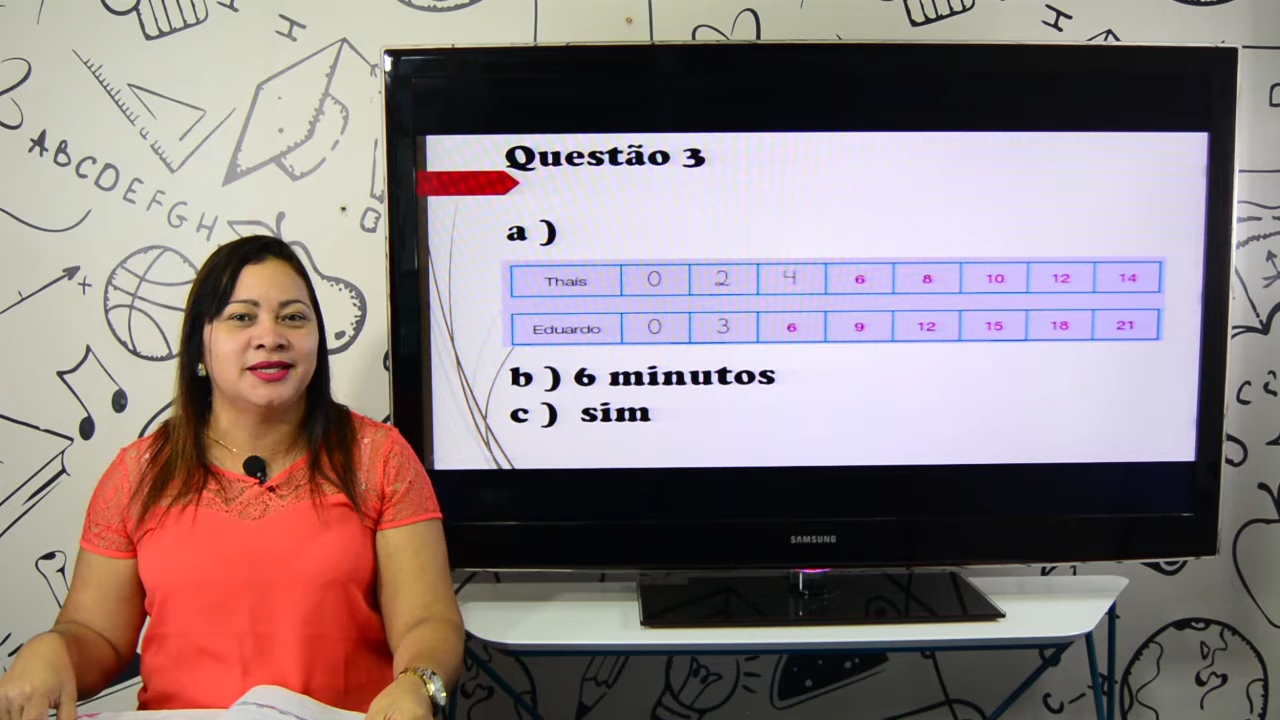 ABCDEFGH
Questão 3
a )
Thaís 0 2 4 6 8 10 12 14
Eduardo 0 3 6 9 12 15 18 21
b ) 6 minutos
c ) sim
SAMSUNG